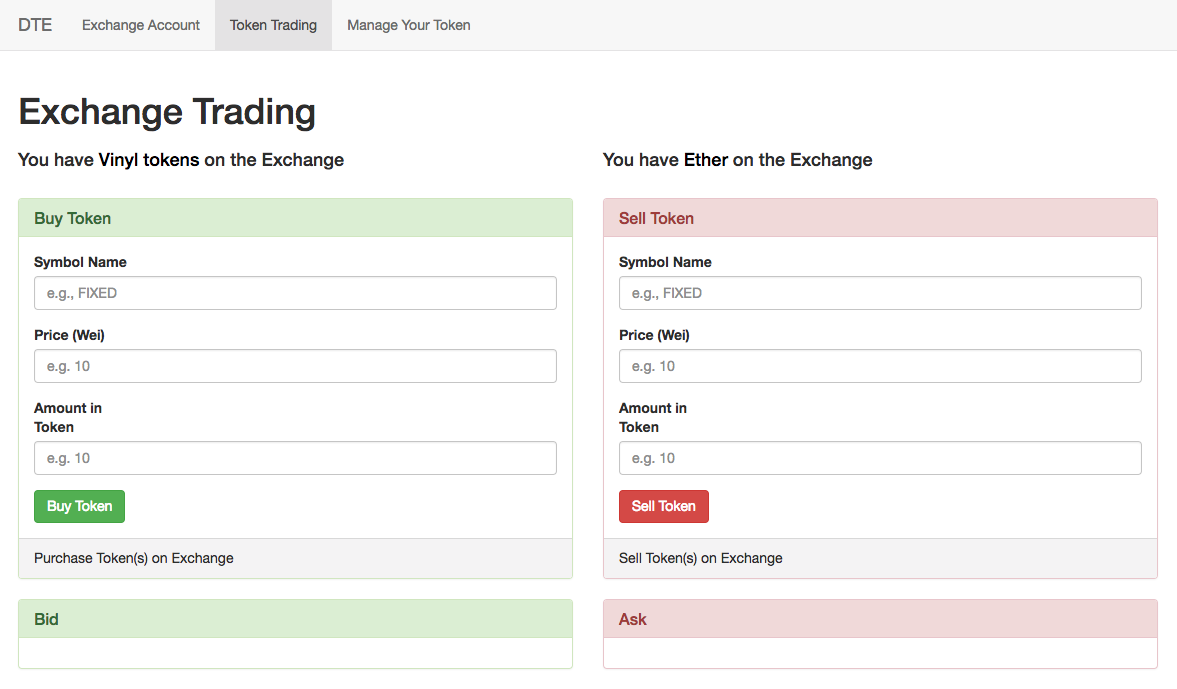 DTE Exchange Account Token Trading Manage Your Token
Exchange Trading
You have Vinyl tokens on the Exchange
You have Ether on the Exchange
Buy Token
Symbol Name
e.g., FIXED
Price (Wei)
e.g. 10
Amount in
Token
e.g. 10
Buy Token
Purchase Token(s) on Exchange
Sell Token
Symbol Name
e.g., FIXED
Price (Wei)
e.g. 10
Amount in
Token
e.g. 10
Sell Token
Sell Token(s) on Exchange
Bid
Ask